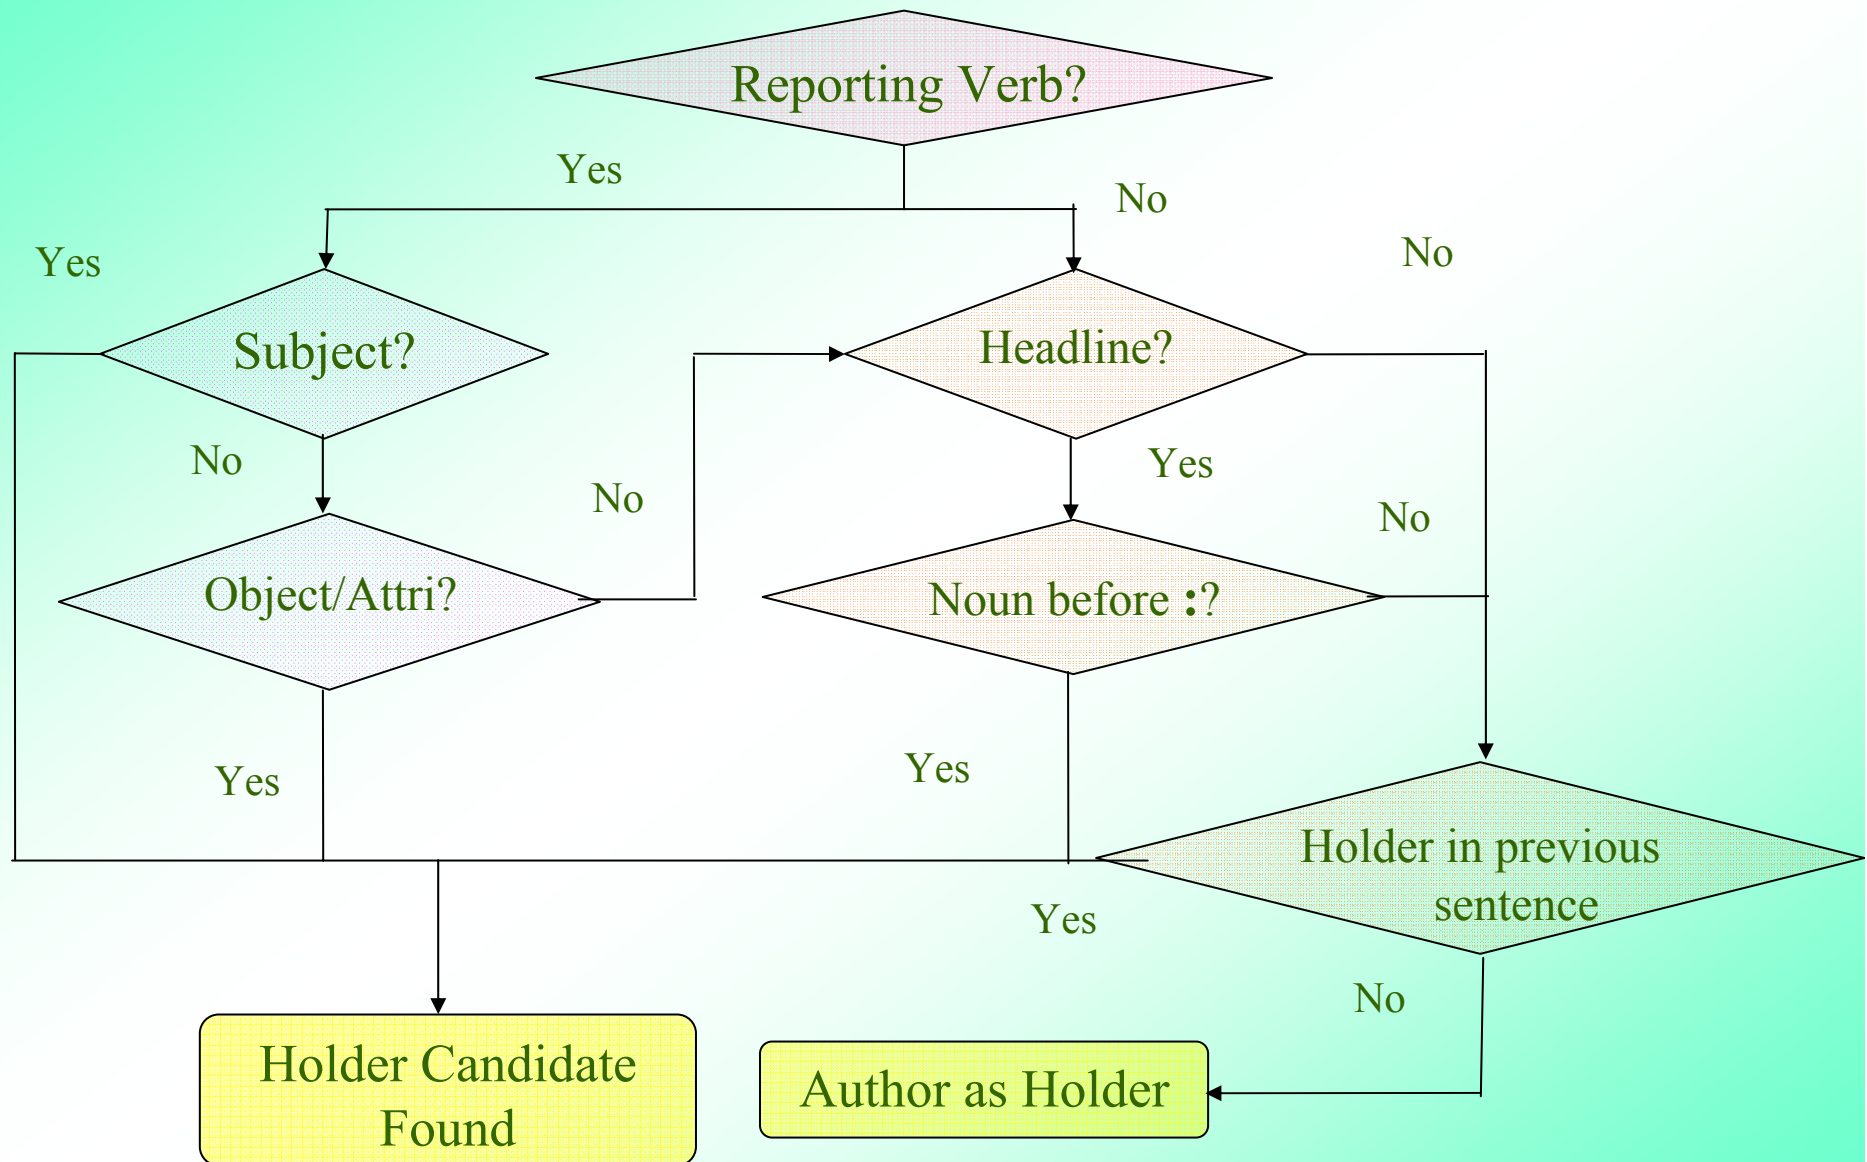 Reporting Verb?
Yes
No
Yes
No
Subject?
Headline?
No
Yes
No
No
Object/Attri?
Noun before :?
Yes
Yes
Holder in previous
sentence
Yes
No
Holder Candidate
Found
Author as Holder